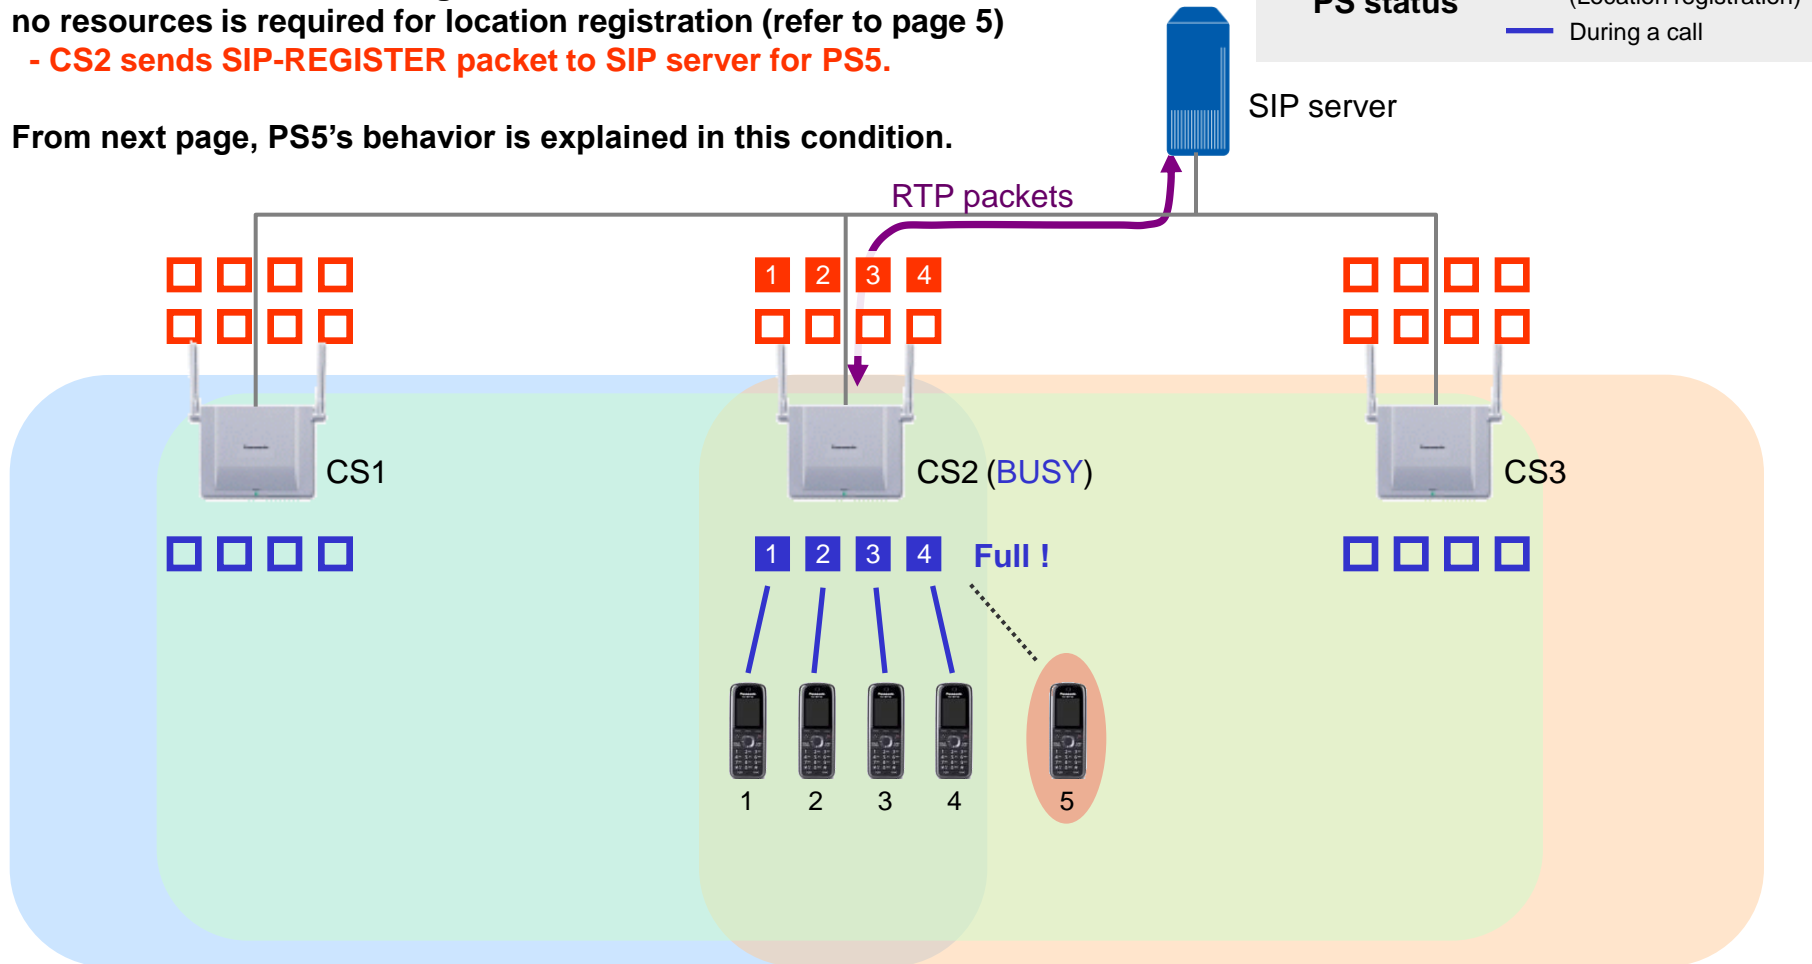 no resources is required for location registration (refer to page 5)
- CS2 sends SIP-REGISTER packet to SIP server for PS5.
From next page, PS5’s behavior is explained in this condition.
PS status
(Location registration)
During a call
SIP server
RTP packets
1 2 3 4
CS1
CS2 (BUSY)
CS3
1 2 3 4 Full !
1 2 3 4 5